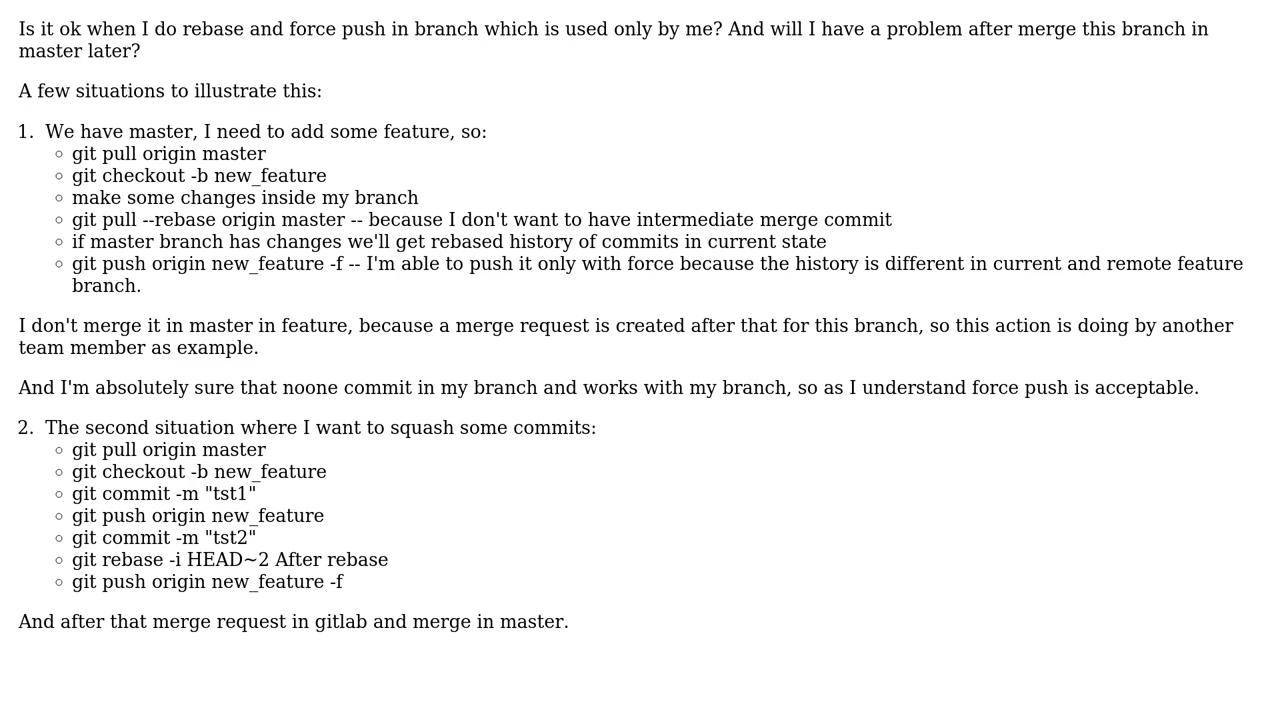 Is it ok when I do rebase and force push in branch which is used only by me? And will I have a problem after merge this branch in
master later?
A few situations to illustrate this:
1. We have master, I need to add some feature, so:
◦ git pull origin master
◦ git checkout -b new_feature
◦ make some changes inside my branch
◦ git pull --rebase origin master -- because I don't want to have intermediate merge commit
◦ if master branch has changes we'll get rebased history of commits in current state
◦ git push origin new_feature -f -- I'm able to push it only with force because the history is different in current and remote feature
branch.
I don't merge it in master in feature, because a merge request is created after that for this branch, so this action is doing by another
team member as example.
And I'm absolutely sure that noone commit in my branch and works with my branch, so as I understand force push is acceptable.
2. The second situation where I want to squash some commits:
◦ git pull origin master
◦ git checkout -b new_feature
◦ git commit -m "tst1"
◦ git push origin new_feature
◦ git commit -m "tst2"
◦ git rebase -i HEAD~2 After rebase
◦ git push origin new_feature -f
And after that merge request in gitlab and merge in master.